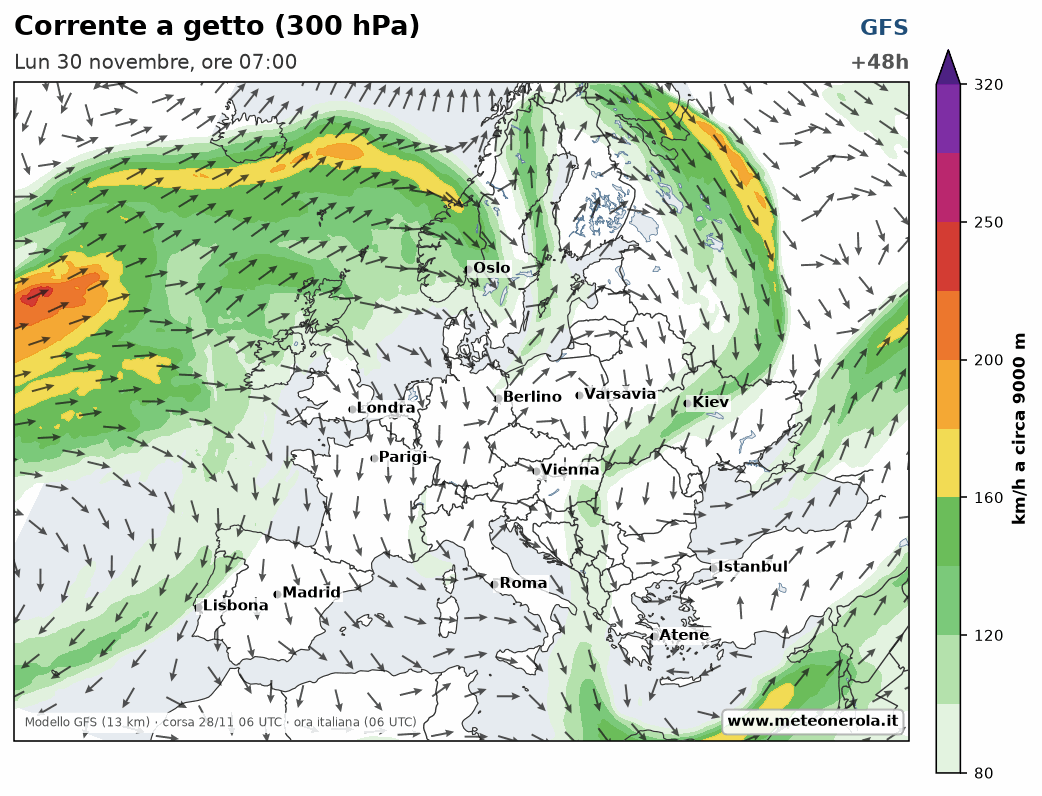 Corrente a getto (300 hPa)
GFS
Lun 30 novembre, ore 07:00
+48h
320
250
200
160
120
80
km/h a circa 9000 m
Oslo
Berlino
Varsavia
Kiev
Londra
Parigi
Vienna
Istanbul
Roma
Madrid
Lisbona
Atene
Modello GFS (13 km) · corsa 28/11 06 UTC · ora italiana (06 UTC)
www.meteonerola.it